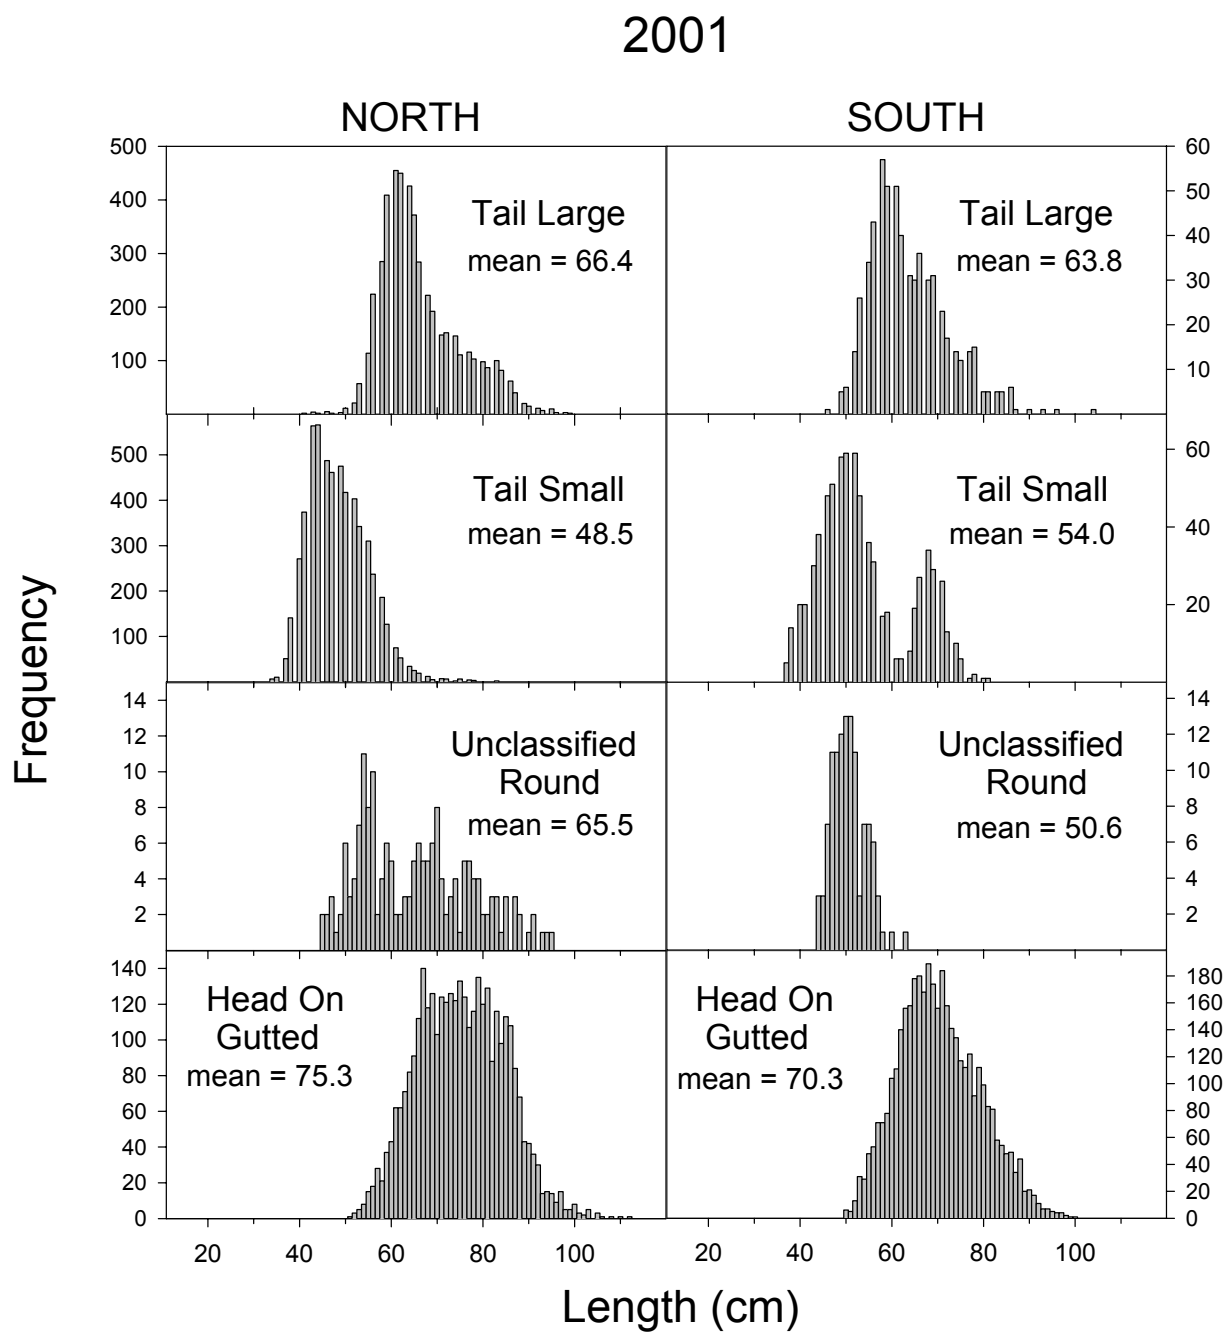 2001
NORTH
SOUTH
500
400
300
200
100
Tail Large
mean = 66.4
Tail Large
mean = 63.8
60
50
40
30
20
10
500
400
300
200
100
Tail Small
mean = 48.5
Tail Small
mean = 54.0
60
40
20
14
12
10
8
6
4
2
Unclassified
Round
mean = 65.5
Unclassified
Round
mean = 50.6
14
12
10
8
6
4
2
140
120
100
80
60
40
20
0
Head On
Gutted
mean = 75.3
Head On
Gutted
mean = 70.3
180
160
140
120
100
80
60
40
20
0
20 40 60 80 100
20 40 60 80 100
Frequency
Length (cm)